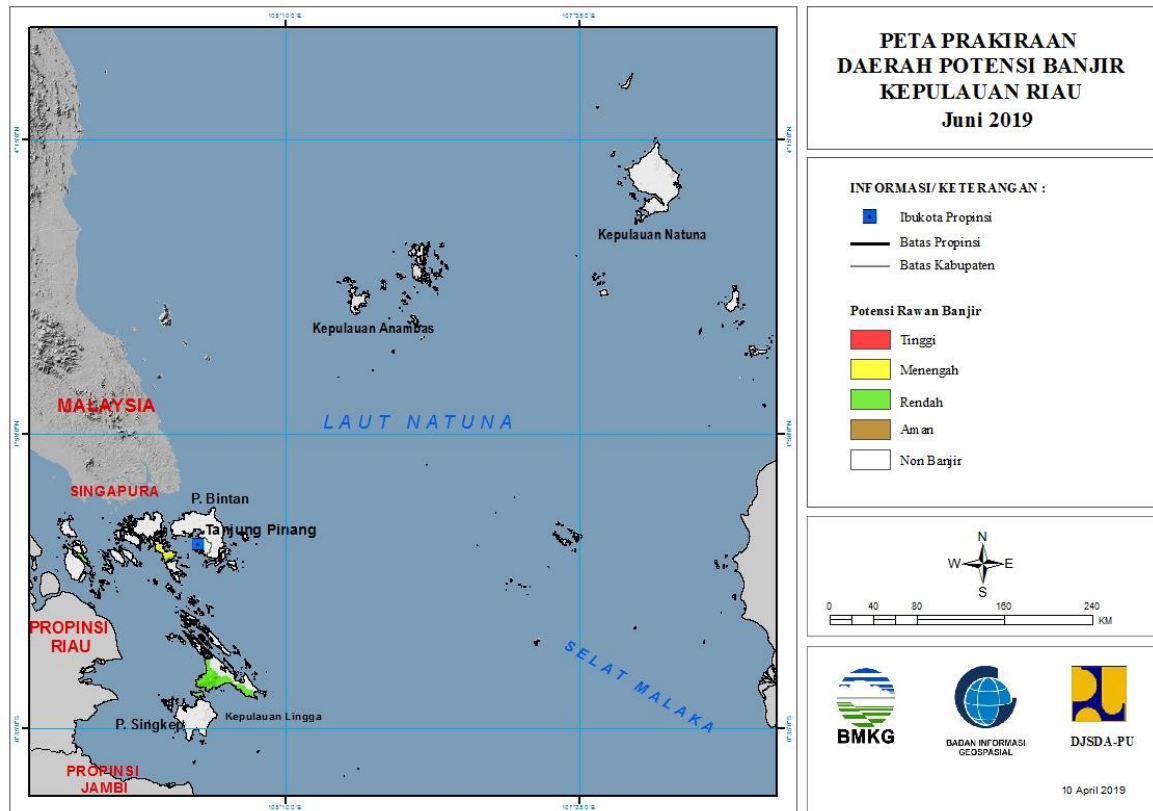 PETA PRAKIRAAN
DAERAH POTENSI BANJIR
KEPULAUAN RIAU
Juni 2019
INFORMASI/ KETERANGAN :
Ibukota Propinsi
Batas Propinsi
Batas Kabupaten
Potensi Rawan Banjir
Tinggi
Menengah
Rendah
Aman
Non Banjir
N
W E
S
0 40 80 160 240
KM
BMKG
BADAN INFORMASI
GEOSPASIAL
DJSDA-PU
10 April 2019
Kepulauan Natuna
Kepulauan Anambas
MALAYSIA
LAUT NATUNA
SINGAPURA
P. Bintan
Tanjung Pinang
PROPINSI
RIAU
SELAT MALAKA
Kepulauan Lingga
P. Singkep
PROPINSI
JAMBI